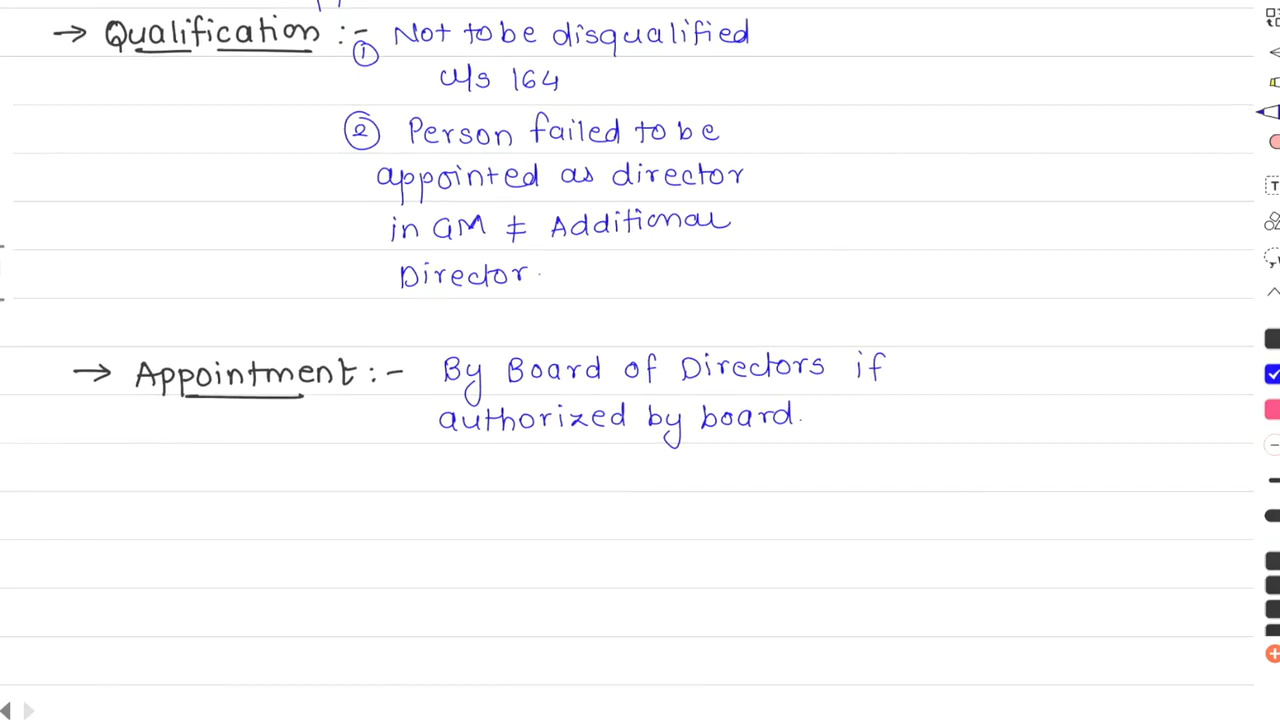 → Qualification :- ① Not to be disqualified
u/s 164
② Person failed to be
appointed as director
in GM ≠ Additional
Director.
→ Appointment :- By Board of Directors if
authorized by board.